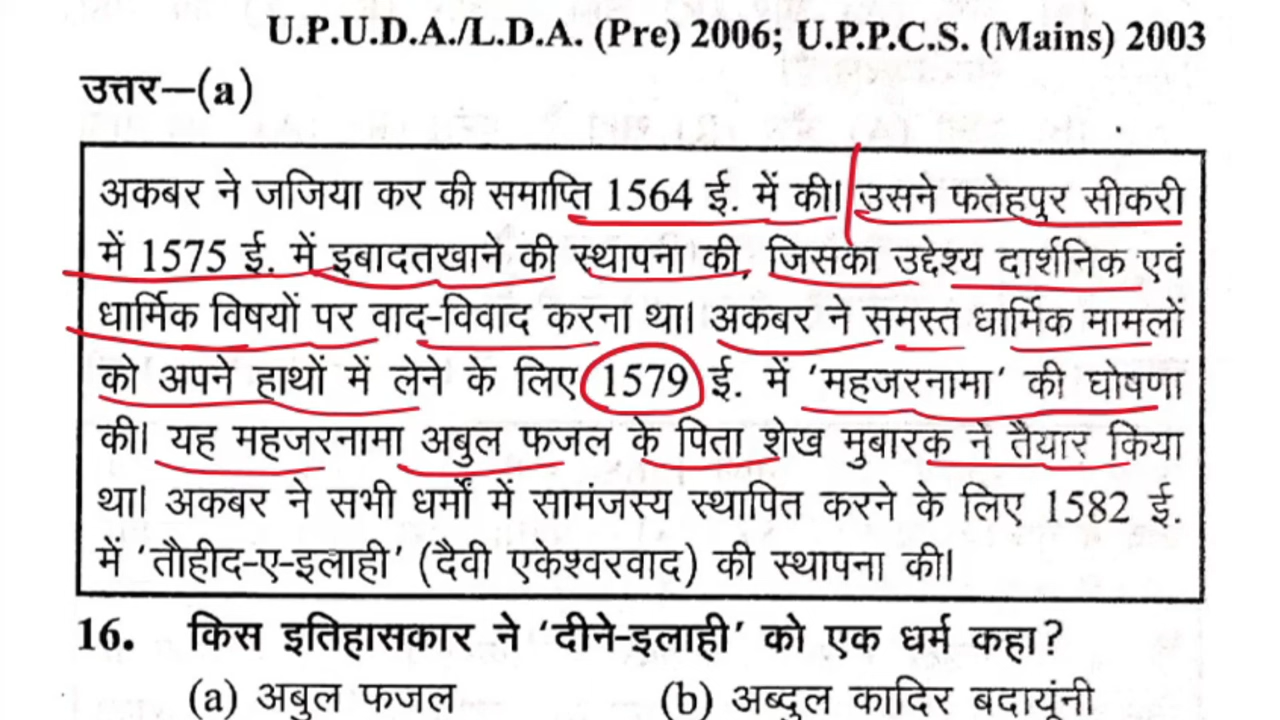 U.P.U.D.A./L.D.A. (Pre) 2006; U.P.P.C.S. (Mains) 2003
उत्तर—(a)
अकबर ने जजिया कर की समाप्ति 1564 ई. में की। उसने फतेहपुर सीकरी
में 1575 ई. में इबादतखाने की स्थापना की, जिसका उद्देश्य दार्शनिक एवं
धार्मिक विषयों पर वाद-विवाद करना था। अकबर ने समस्त धार्मिक मामलों
को अपने हाथों में लेने के लिए 1579 ई. में 'महजरनामा' की घोषणा
की। यह महजरनामा अबुल फजल के पिता शेख मुबारक ने तैयार किया
था। अकबर ने सभी धर्मों में सामंजस्य स्थापित करने के लिए 1582 ई.
में 'तौहीद-ए-इलाही' (दैवी एकेश्वरवाद) की स्थापना की।
16. किस इतिहासकार ने 'दीने-इलाही' को एक धर्म कहा?
(a) अबुल फजल (b) अब्दुल कादिर बदायूंनी